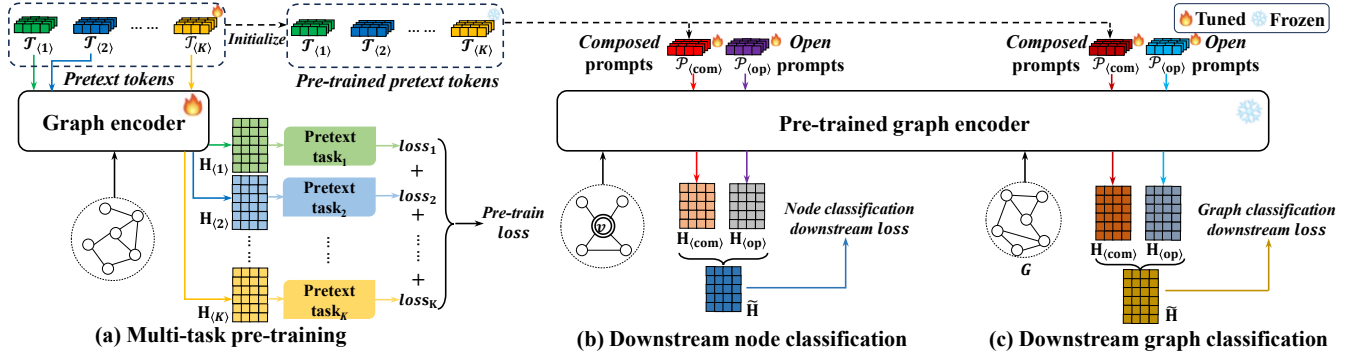 𝒯⟨1⟩ 𝒯⟨2⟩ ...... 𝒯⟨K⟩
Pretext tokens
Initialize
𝒯⟨1⟩ 𝒯⟨2⟩ ...... 𝒯⟨K⟩
Pre-trained pretext tokens
Graph encoder
H⟨1⟩
Pretext
task1
loss1
+
H⟨2⟩
Pretext
task2
loss2
+
⋮
+
H⟨K⟩
Pretext
taskK
lossK
Pre-train
loss
(a) Multi-task pre-training
Composed
prompts
𝒫⟨com⟩
𝒫⟨op⟩
Open
prompts
Composed
prompts
𝒫⟨com⟩
𝒫⟨op⟩
Open
prompts
Tuned Frozen
Pre-trained graph encoder
v
H⟨com⟩ H⟨op⟩
H̃
Node classification
downstream loss
(b) Downstream node classification
G
H⟨com⟩ H⟨op⟩
H̃
Graph classification
downstream loss
(c) Downstream graph classification